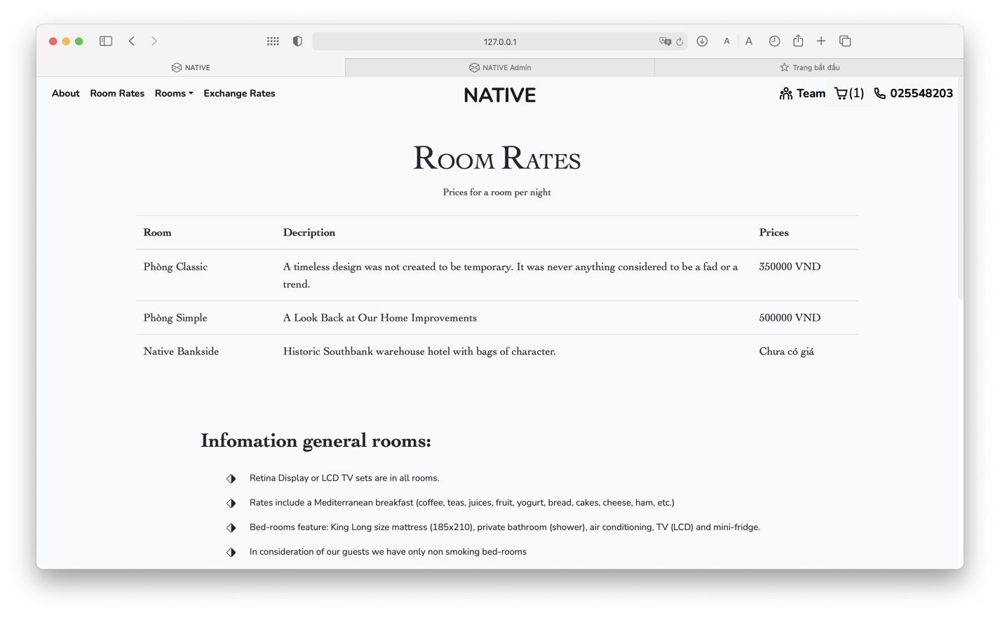 127.0.0.1
A A
NATIVE
NATIVE Admin
Trang bắt đầu
About Room Rates Rooms Exchange Rates
NATIVE
Team (1) 025548203
Room Rates
Prices for a room per night
Room Decription Prices
Phòng Classic A timeless design was not created to be temporary. It was never anything considered to be a fad or a 350000 VND
trend.
Phòng Simple A Look Back at Our Home Improvements 500000 VND
Native Bankside Historic Southbank warehouse hotel with bags of character. Chưa có giá
Infomation general rooms:
Retina Display or LCD TV sets are in all rooms.
Rates include a Mediterranean breakfast (coffee, teas, juices, fruit, yogurt, bread, cakes, cheese, ham, etc.)
Bed-rooms feature: King Long size mattress (185x210), private bathroom (shower), air conditioning, TV (LCD) and mini-fridge.
In consideration of our guests we have only non smoking bed-rooms